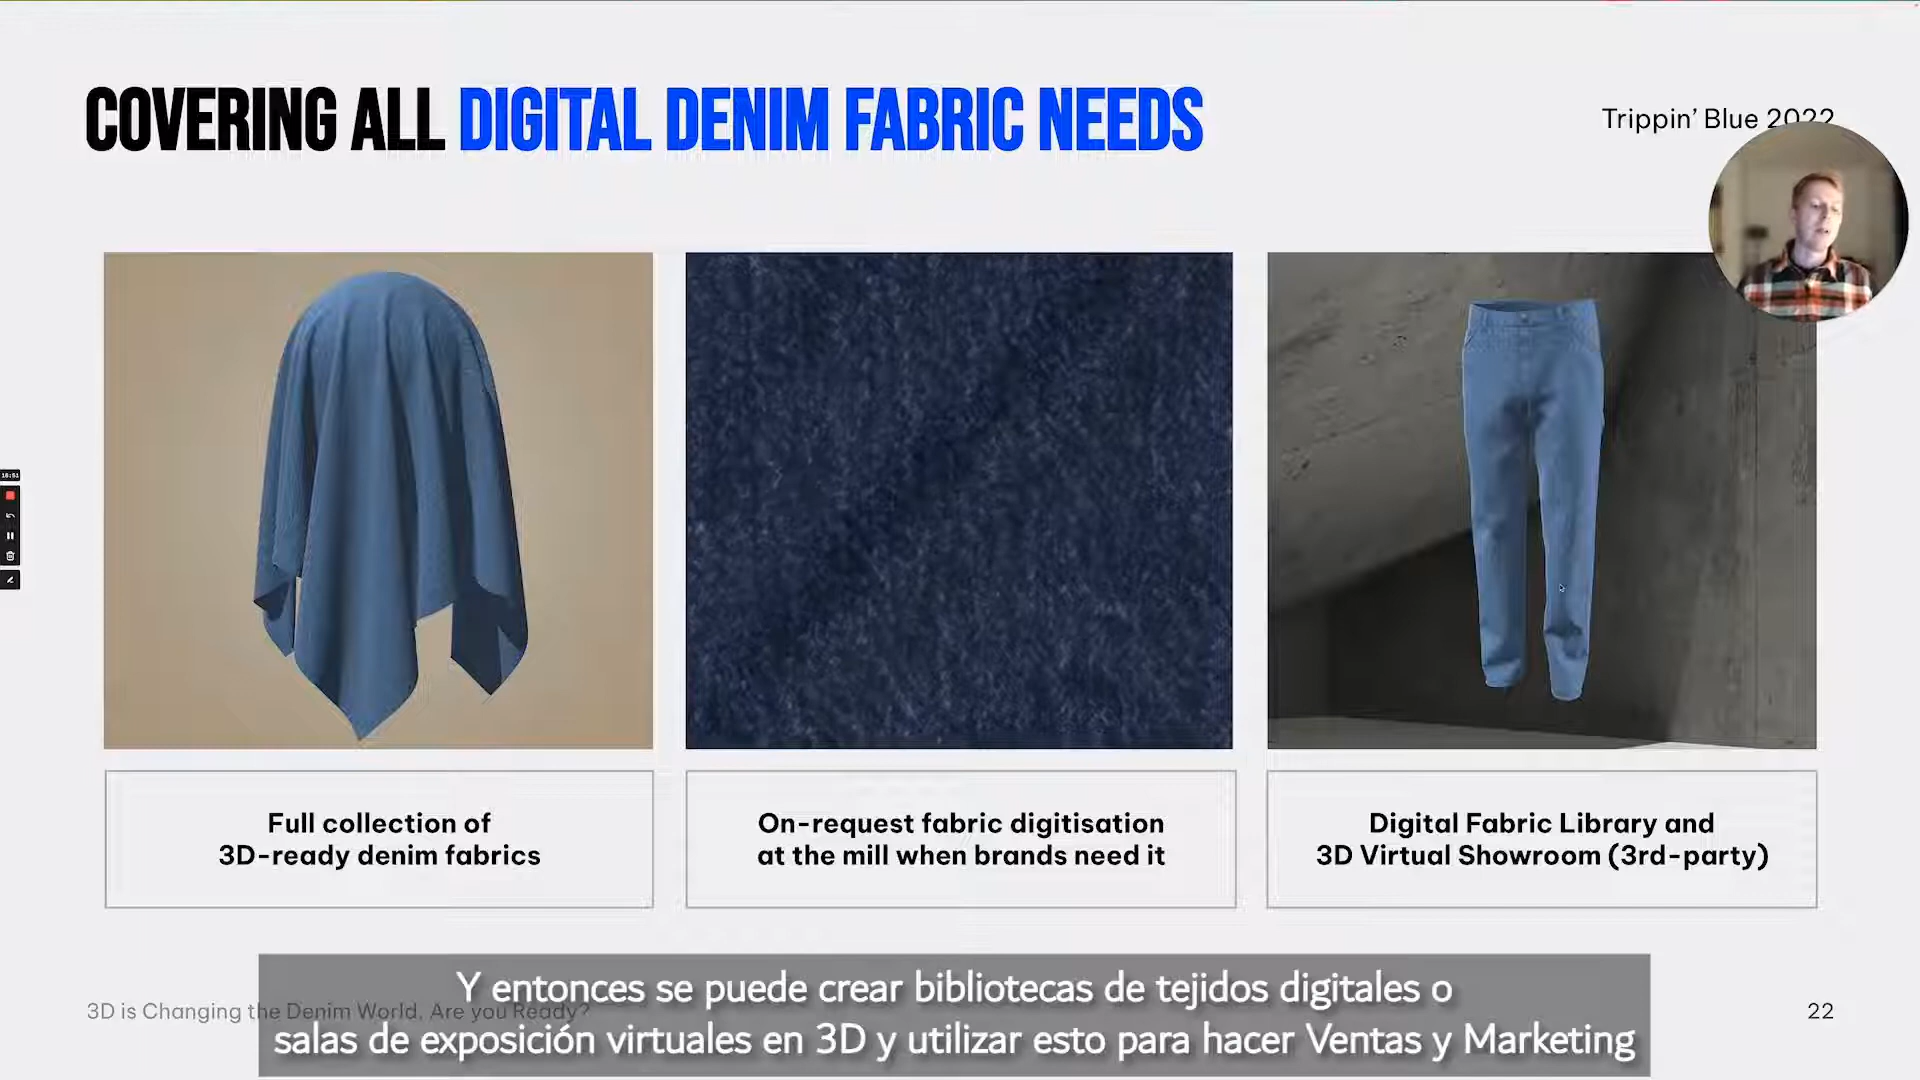 COVERING ALL DIGITAL DENIM FABRIC NEEDS
Trippin' Blue 2022
Full collection of
3D-ready denim fabrics
On-request fabric digitisation
at the mill when brands need it
Digital Fabric Library and
3D Virtual Showroom (3rd-party)
Y entonces se puede crear bibliotecas de tejidos digitales o
salas de exposición virtuales en 3D y utilizar esto para hacer Ventas y Marketing
3D is Changing the Denim World, Are you Ready?
22